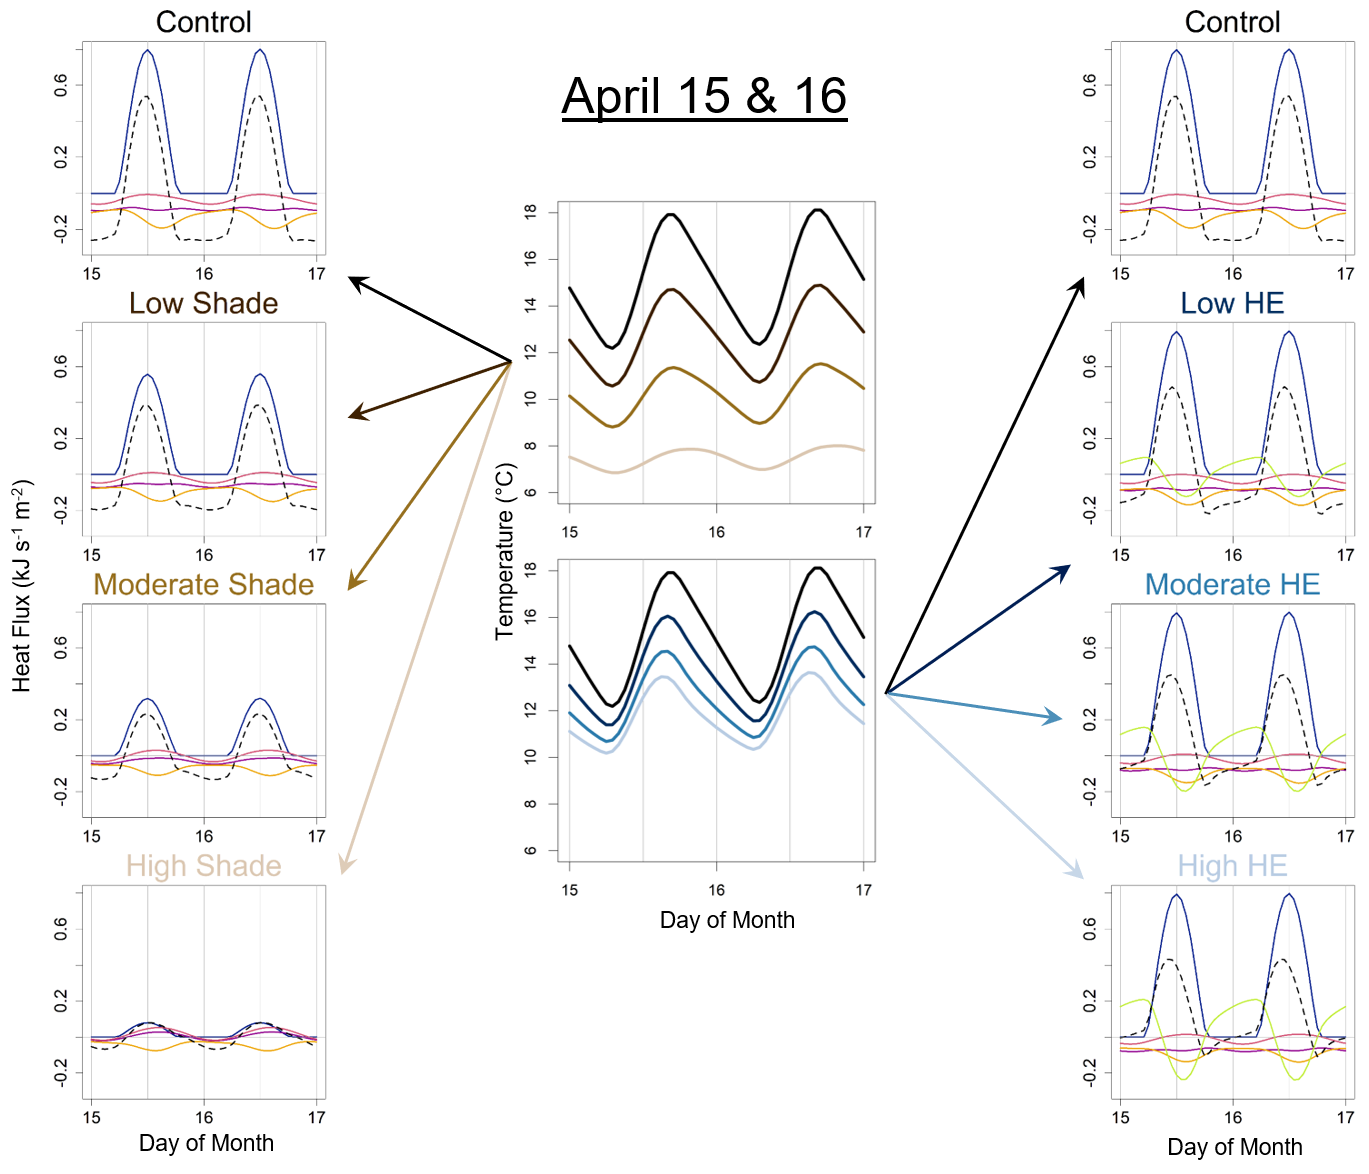 Control
0.6
0.2
-0.2
15 16 17
Low Shade
0.6
0.2
-0.2
15 16 17
Moderate Shade
0.6
0.2
-0.2
15 16 17
High Shade
0.6
0.2
-0.2
15 16 17
Day of Month
Heat Flux (kJ s⁻¹ m⁻²)
April 15 & 16
18
16
14
12
10
8
6
15 16 17
Temperature (°C)
18
16
14
12
10
8
6
15 16 17
Day of Month
Control
0.6
0.2
-0.2
15 16 17
Low HE
0.6
0.2
-0.2
15 16 17
Moderate HE
0.6
0.2
-0.2
15 16 17
High HE
0.6
0.2
-0.2
15 16 17
Day of Month